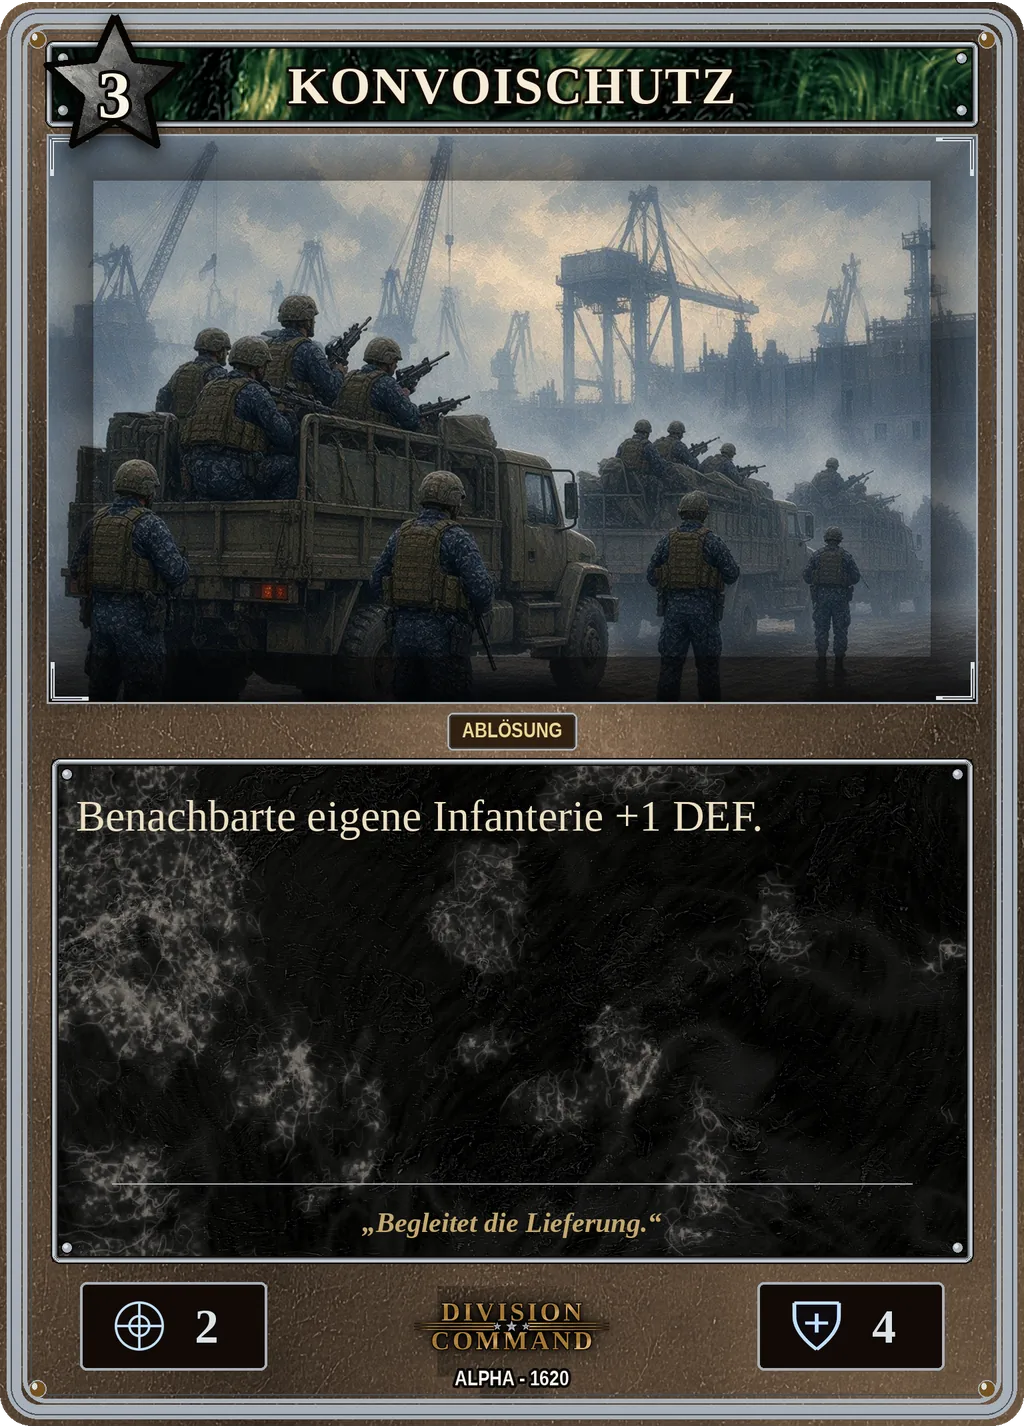 3
KONVOISCHUTZ
ABLÖSUNG
Benachbarte eigene Infanterie +1 DEF.
„Begleitet die Lieferung.“
2
DIVISION
COMMAND
ALPHA - 1620
4